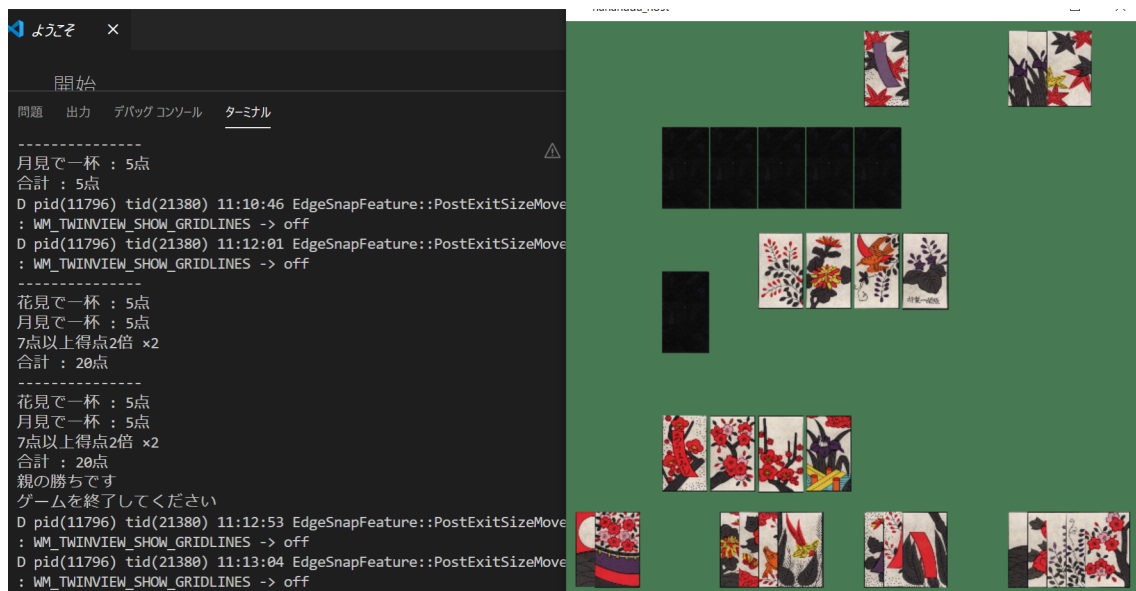 ようこそ
開始
問題 出力 デバッグ コンソール ターミナル
---------------
月見で一杯 : 5点
合計 : 5点
D pid(11796) tid(21380) 11:10:46 EdgeSnapFeature::PostExitSizeMove
: WM_TWINVIEW_SHOW_GRIDLINES -> off
D pid(11796) tid(21380) 11:12:01 EdgeSnapFeature::PostExitSizeMove
: WM_TWINVIEW_SHOW_GRIDLINES -> off
---------------
花見で一杯 : 5点
月見で一杯 : 5点
7点以上得点2倍 ×2
合計 : 20点
---------------
花見で一杯 : 5点
月見で一杯 : 5点
7点以上得点2倍 ×2
合計 : 20点
親の勝ちです
ゲームを終了してください
D pid(11796) tid(21380) 11:12:53 EdgeSnapFeature::PostExitSizeMove
: WM_TWINVIEW_SHOW_GRIDLINES -> off
D pid(11796) tid(21380) 11:13:04 EdgeSnapFeature::PostExitSizeMove
: WM_TWINVIEW_SHOW_GRIDLINES -> off